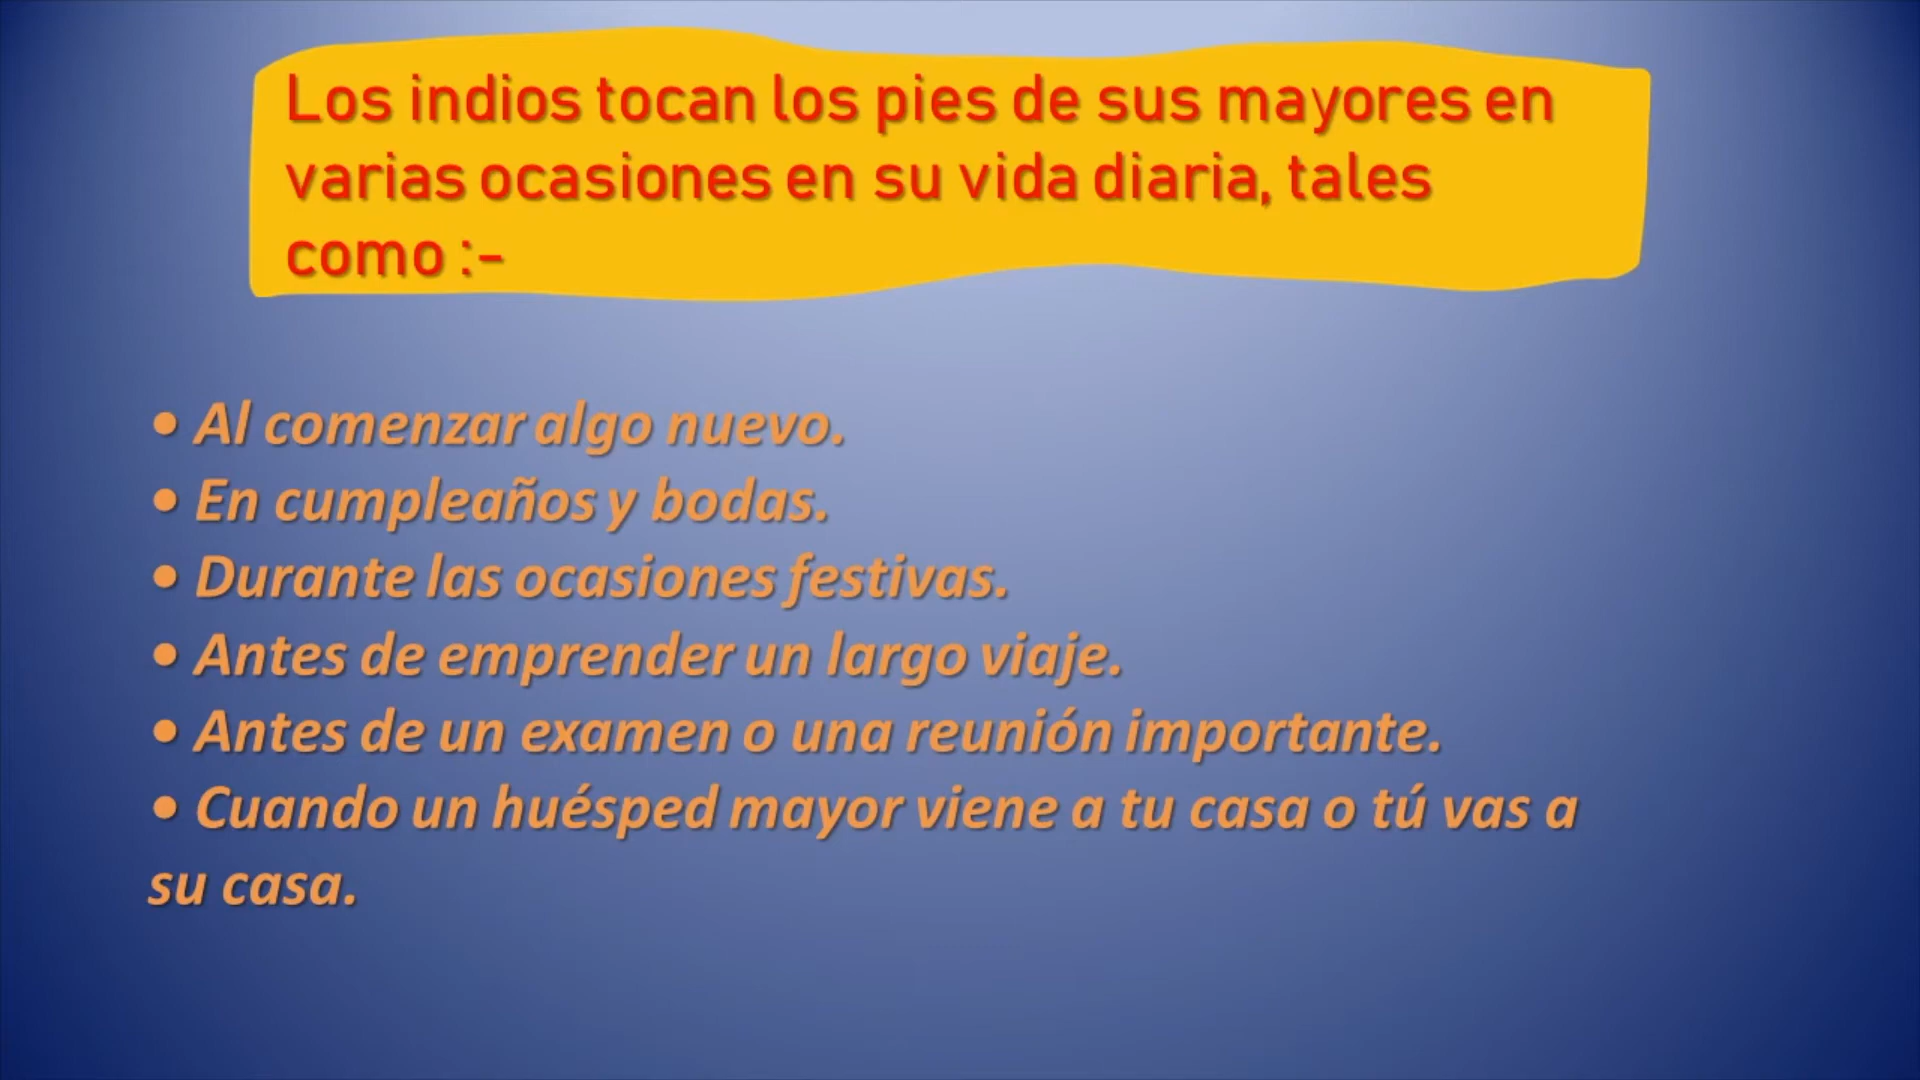 Los indios tocan los pies de sus mayores en
varias ocasiones en su vida diaria, tales
como :-
• Al comenzar algo nuevo.
• En cumpleaños y bodas.
• Durante las ocasiones festivas.
• Antes de emprender un largo viaje.
• Antes de un examen o una reunión importante.
• Cuando un huésped mayor viene a tu casa o tú vas a
su casa.